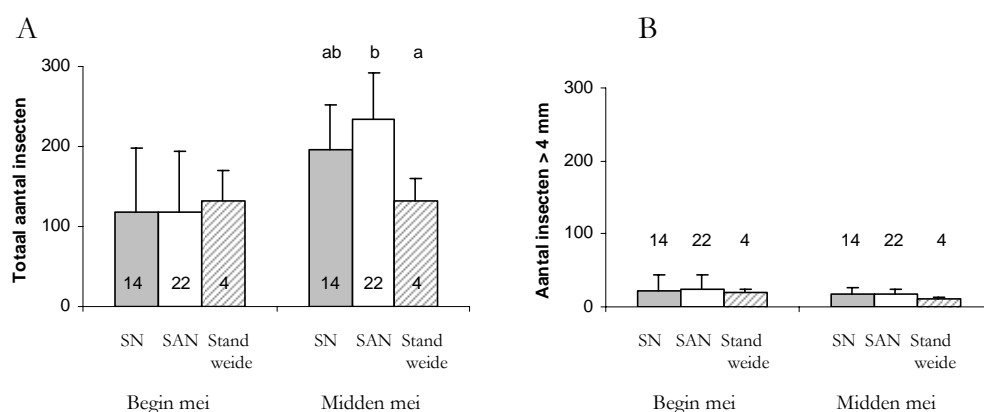 A
Totaal aantal insecten
300
200
100
0
ab b a
14 22 4 14 22 4
SN SAN Stand weide SN SAN Stand weide
Begin mei Midden mei
B
Aantal insecten > 4 mm
300
200
100
0
14 22 4 14 22 4
SN SAN Stand weide SN SAN Stand weide
Begin mei Midden mei